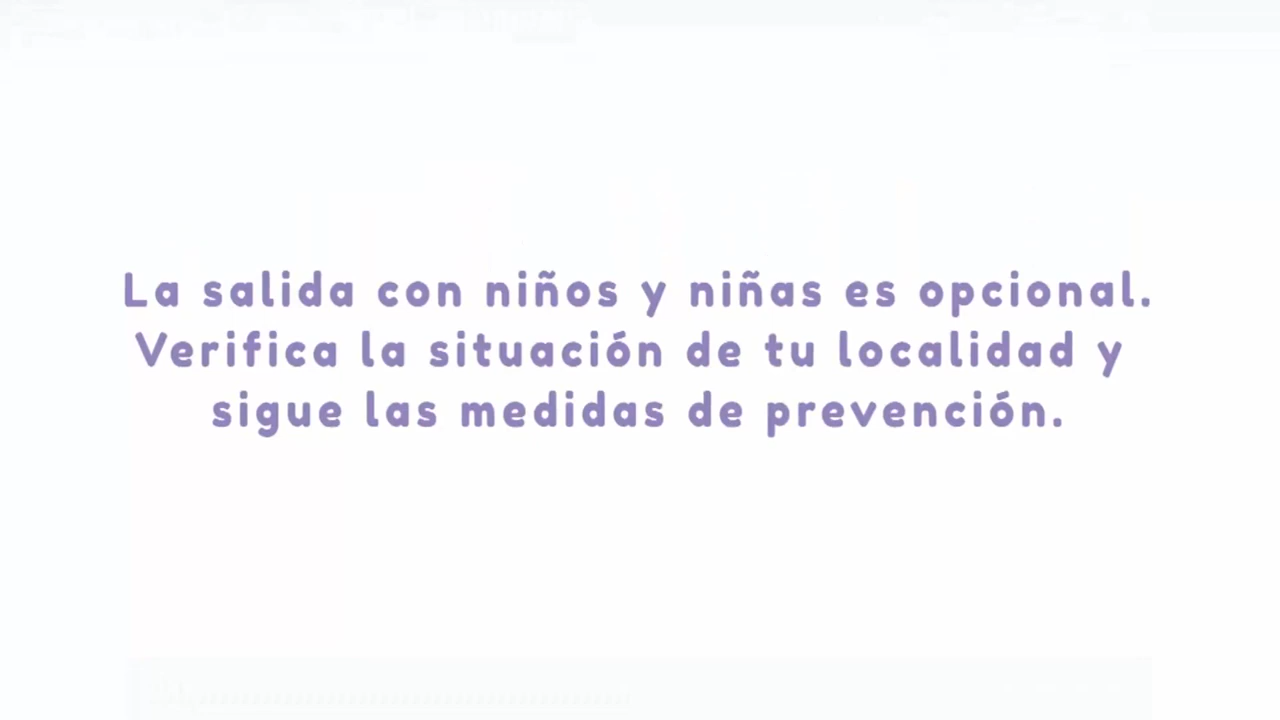 La salida con niños y niñas es opcional.
Verifica la situación de tu localidad y
sigue las medidas de prevención.